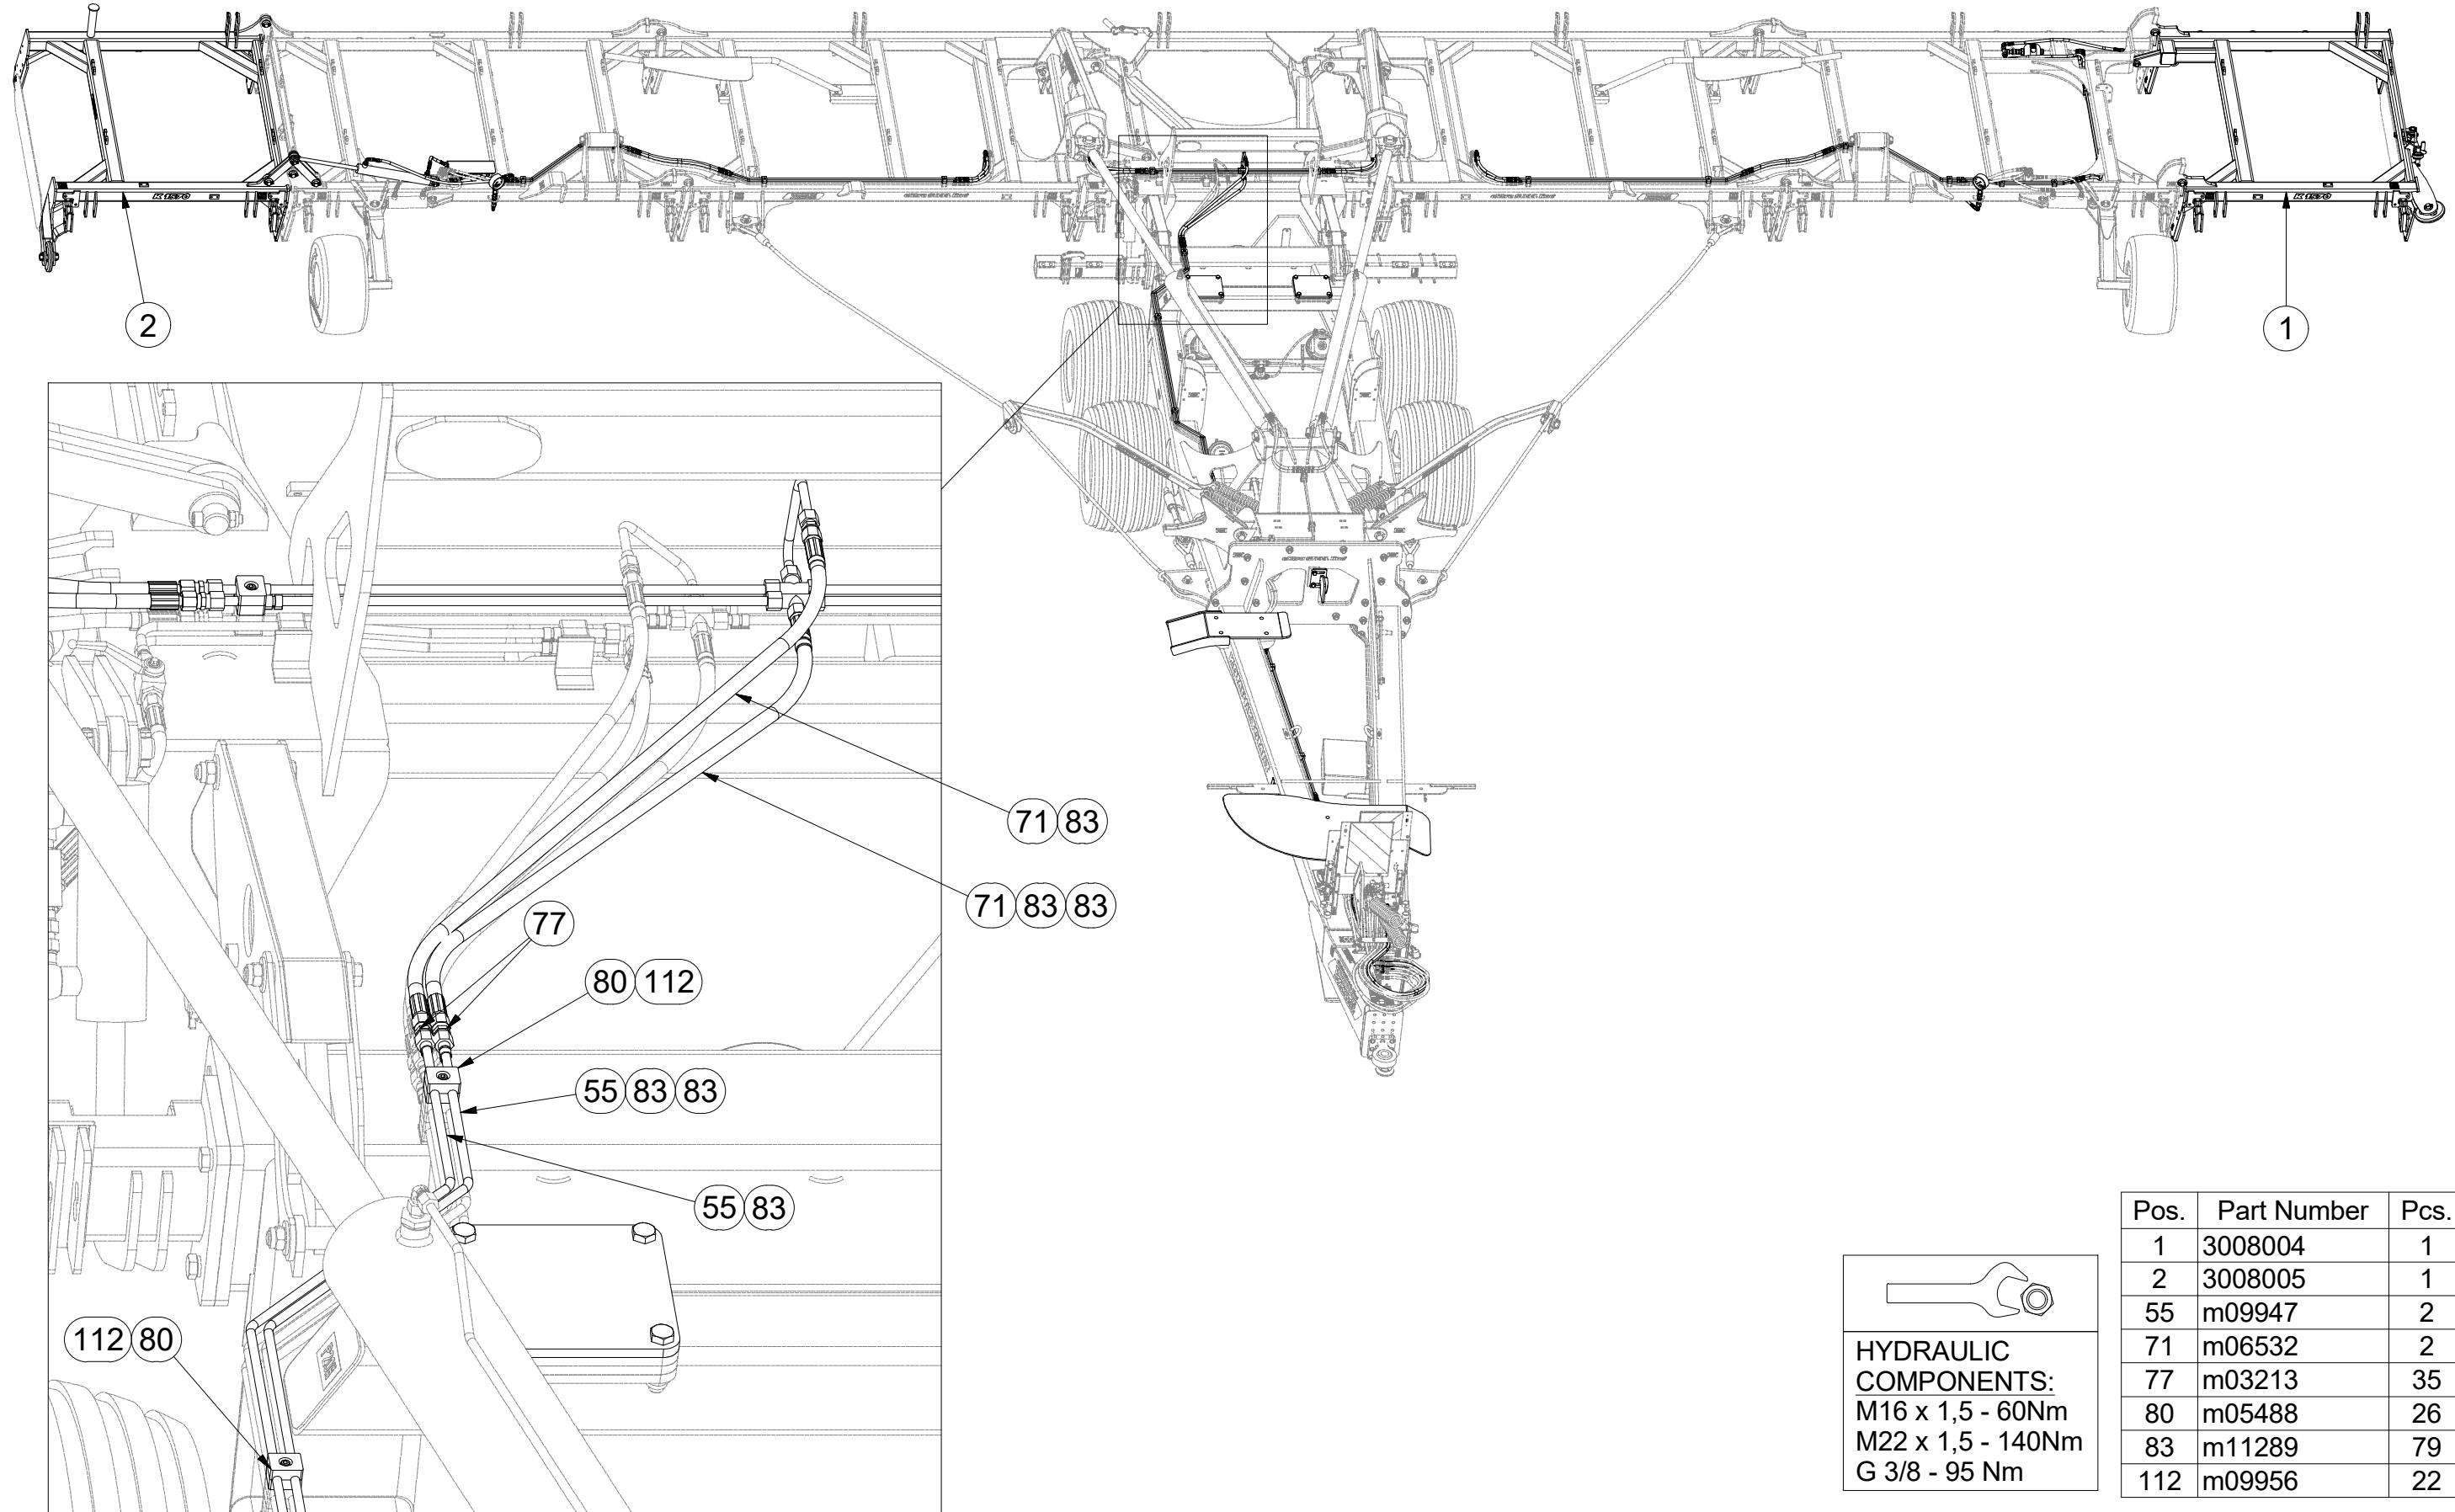 2
1
71 83
71 83 83
77
80 112
55 83 83
55 83
112 80
HYDRAULIC
COMPONENTS:
M16 x 1,5 - 60Nm
M22 x 1,5 - 140Nm
G 3/8 - 95 Nm
Pos. Part Number Pcs.
1 3008004 1
2 3008005 1
55 m09947 2
71 m06532 2
77 m03213 35
80 m05488 26
83 m11289 79
112 m09956 22